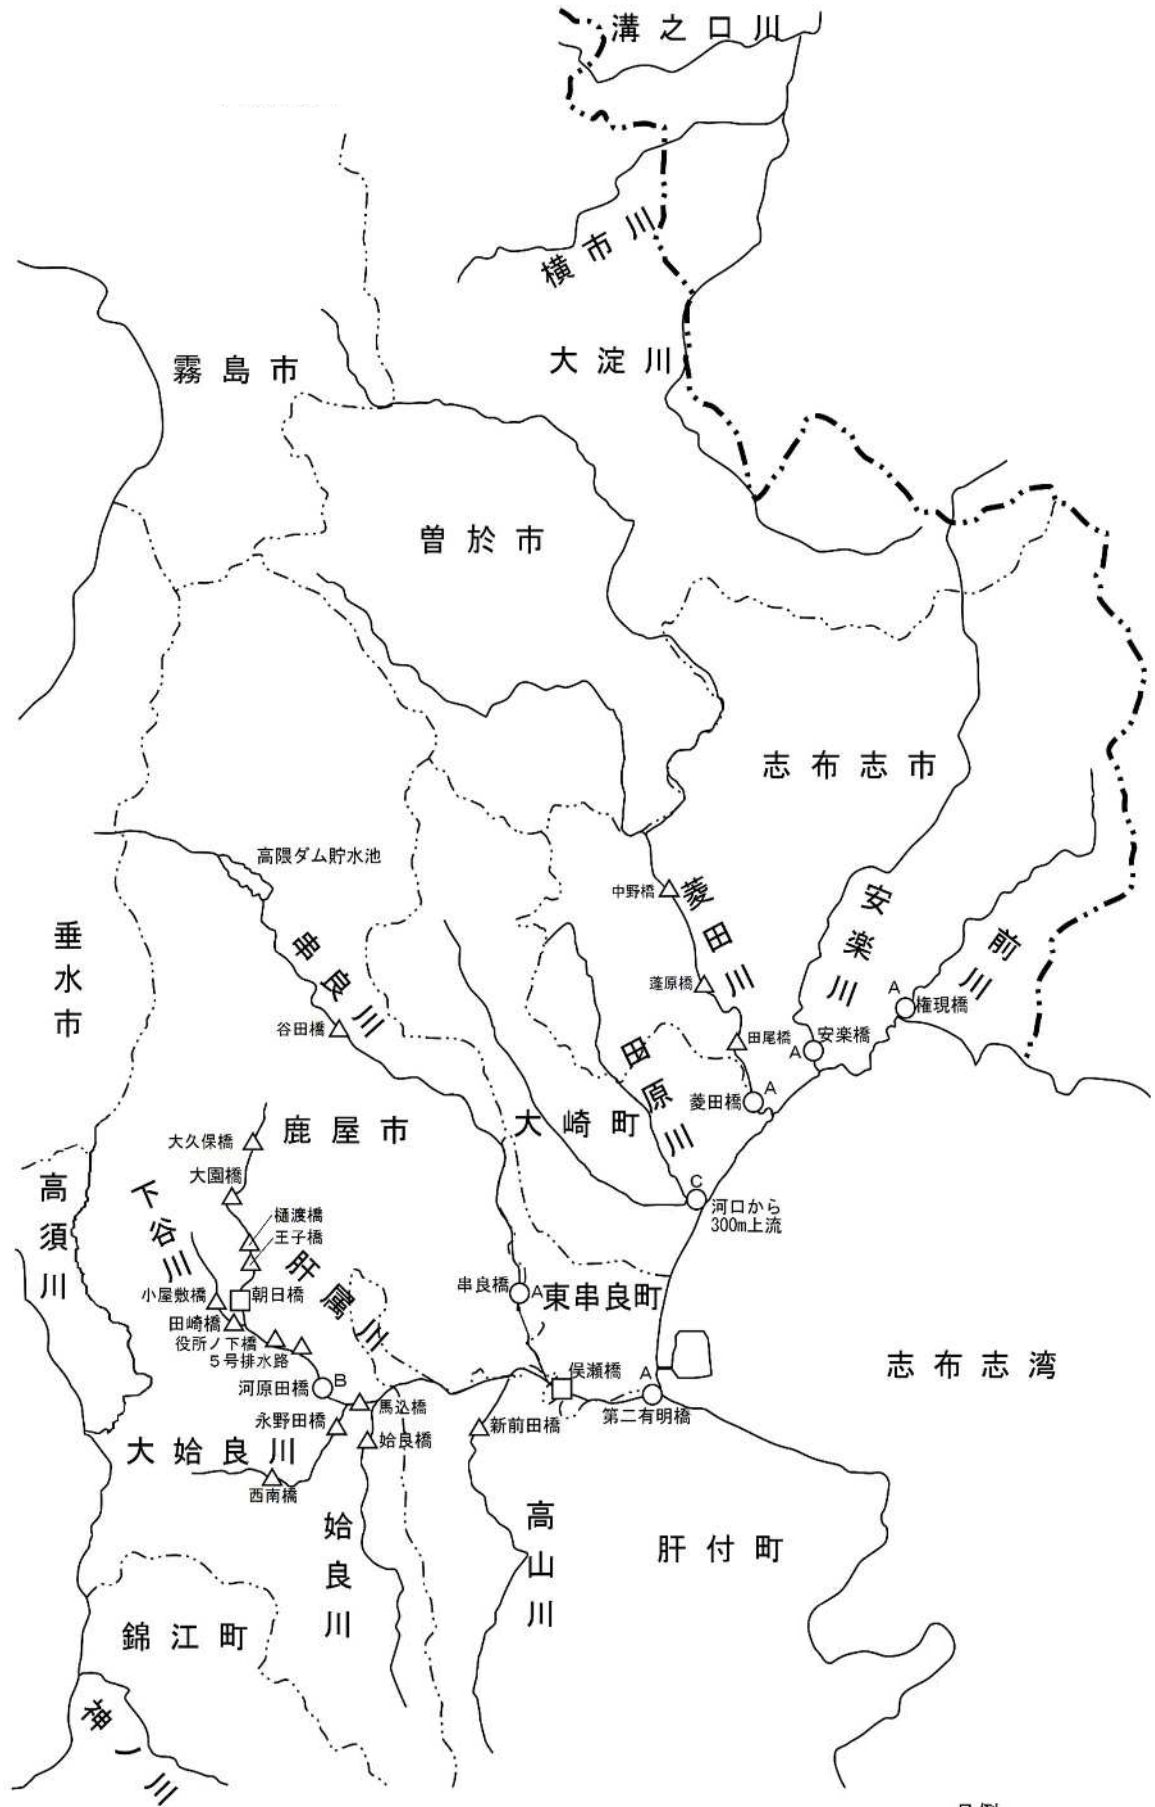 溝之口川
横市川
大淀川
霧島市
曽於市
志布志市
高隈ダム貯水池
中野橋
菱田川
安楽川
前川
垂水市
串良川
蓬原橋
A
権現橋
谷田橋
田尾橋
安楽橋
A
田原川
菱田橋
A
大崎町
鹿屋市
大久保橋
大園橋
高須川
下谷川
C
河口から
300m上流
樋渡橋
王子橋
肝属川
串良橋
A
東串良町
小屋敷橋
朝日橋
田崎橋
役所ノ下橋
5号排水路
志布志湾
河原田橋
B
俣瀬橋
A
馬込橋
第二有明橋
永野田橋
姶良橋
新前田橋
大姶良川
西南橋
姶良川
高山川
肝付町
錦江町
神ノ川